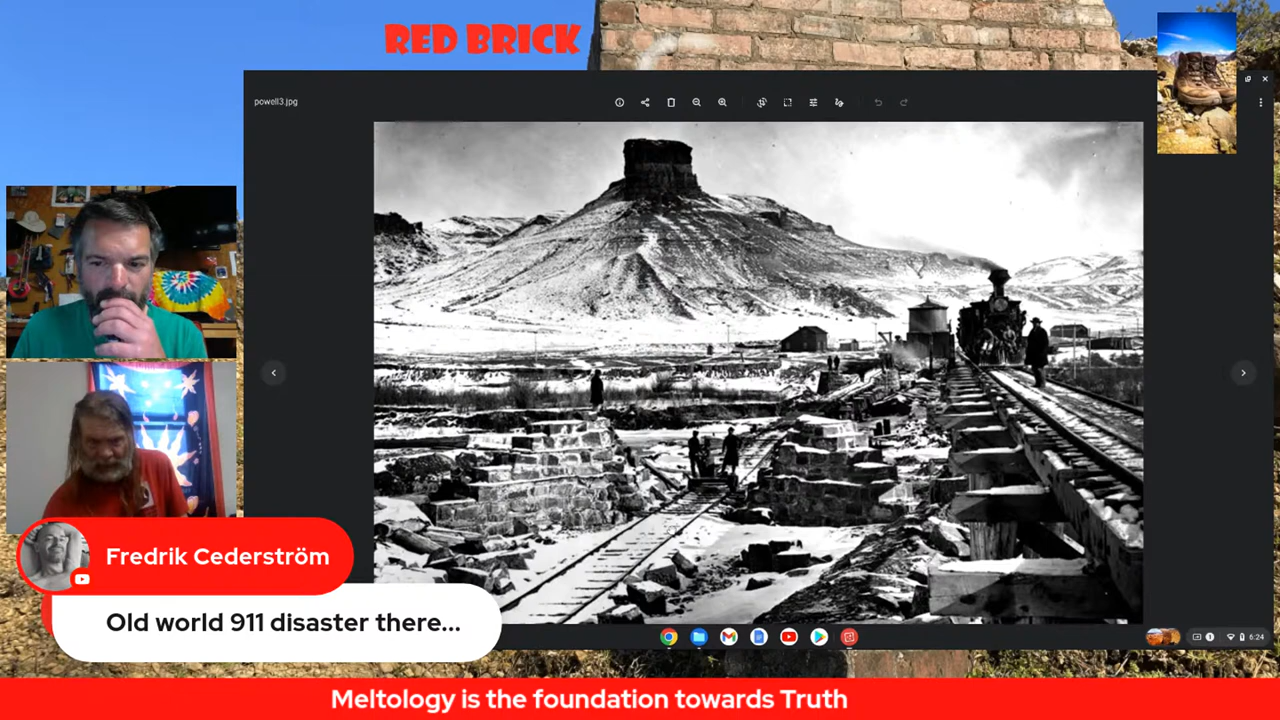 RED BRICK
powell3.jpg
Fredrik Cederström
Old world 911 disaster there...
6:24
Meltology is the foundation towards Truth